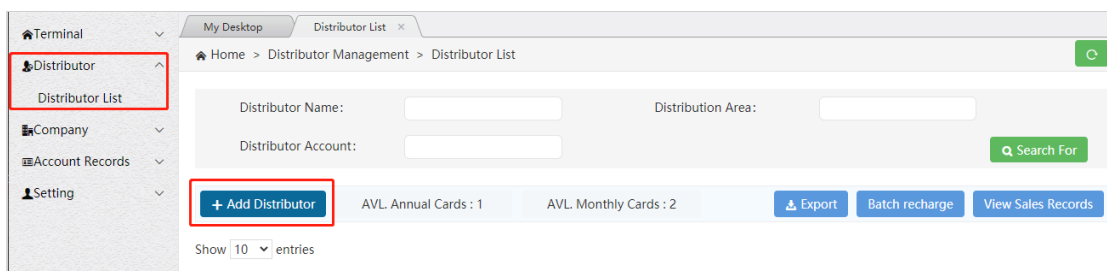 Terminal
Distributor
Distributor List
Company
Account Records
Setting
My Desktop
Distributor List ×
Home > Distributor Management > Distributor List
Distributor Name:
Distribution Area:
Distributor Account:
Search For
+ Add Distributor
AVL. Annual Cards : 1
AVL. Monthly Cards : 2
Export
Batch recharge
View Sales Records
Show 10 entries